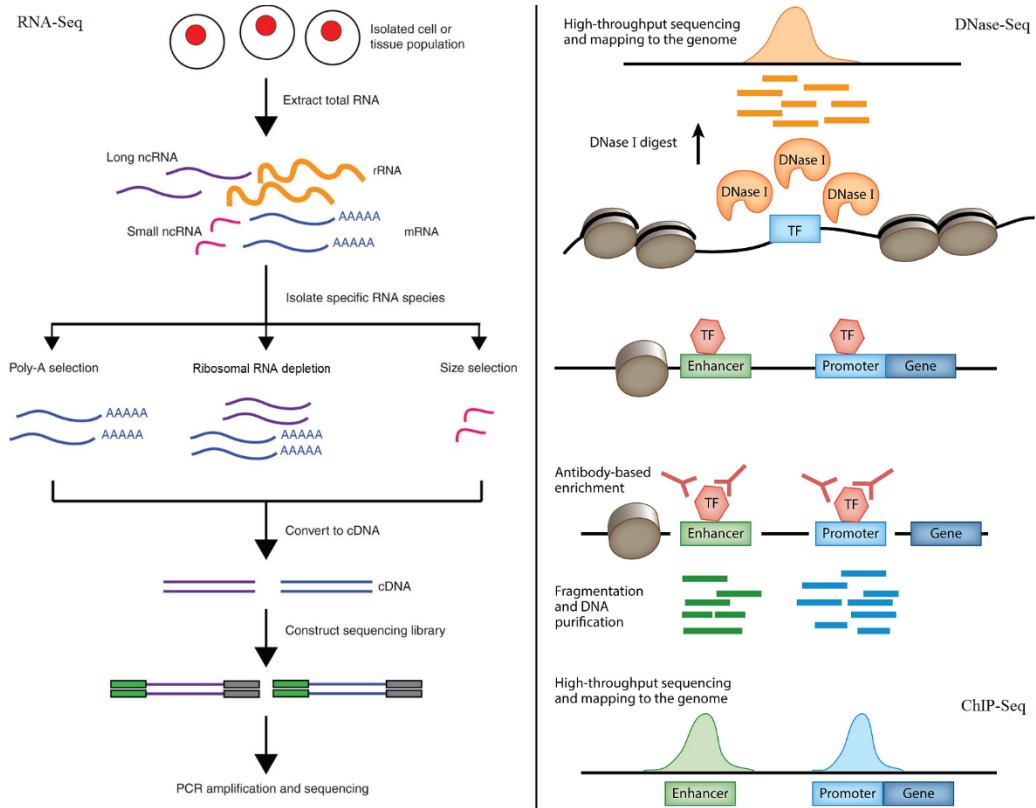 RNA-Seq
Isolated cell or
tissue population
Extract total RNA
Long ncRNA
rRNA
Small ncRNA
AAAAA
mRNA
AAAAA
Isolate specific RNA species
Poly-A selection
Ribosomal RNA depletion
Size selection
AAAAA
AAAAA
AAAAA
AAAAA
Convert to cDNA
cDNA
Construct sequencing library
PCR amplification and sequencing
High-throughput sequencing
and mapping to the genome
DNase-Seq
DNase I digest
DNase I
DNase I
DNase I
TF
TF
TF
Enhancer
Promoter
Gene
Antibody-based
enrichment
TF
TF
Enhancer
Promoter
Gene
Fragmentation
and DNA
purification
High-throughput sequencing
and mapping to the genome
ChIP-Seq
Enhancer
Promoter
Gene